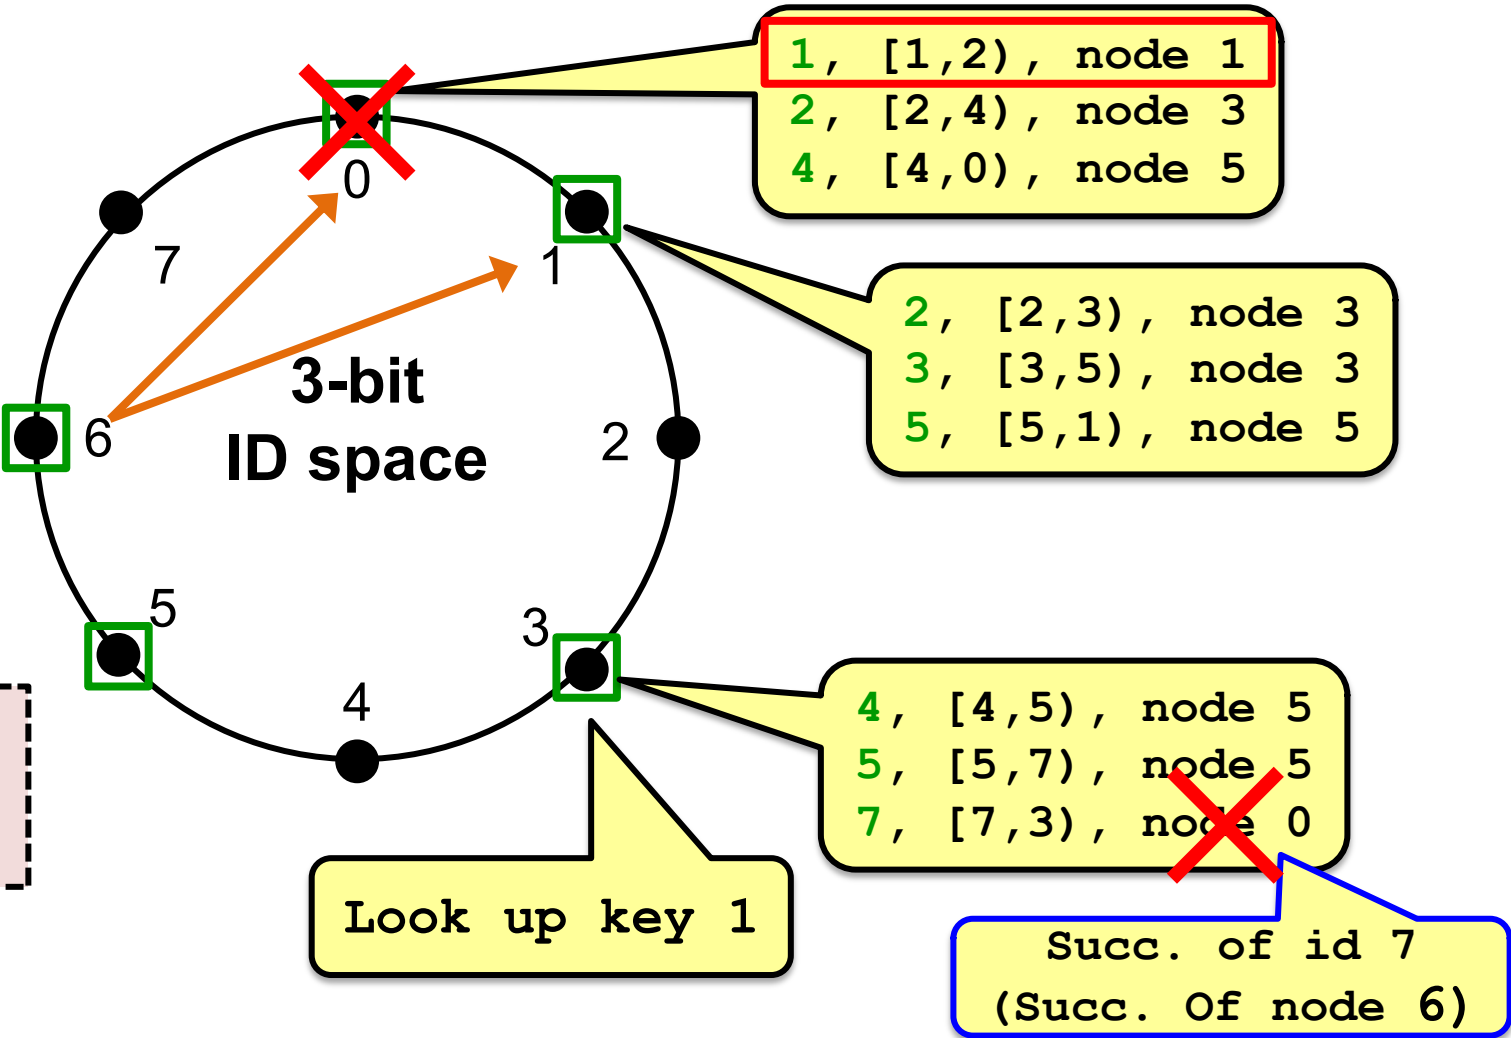 1, [1,2), node 1
2, [2,4), node 3
4, [4,0), node 5
0
1
7
2, [2,3), node 3
3, [3,5), node 3
5, [5,1), node 5
3-bit
ID space
6
2
5
3
4
4, [4,5), node 5
5, [5,7), node 5
7, [7,3), node 0
Look up key 1
Succ. of id 7
(Succ. Of node 6)